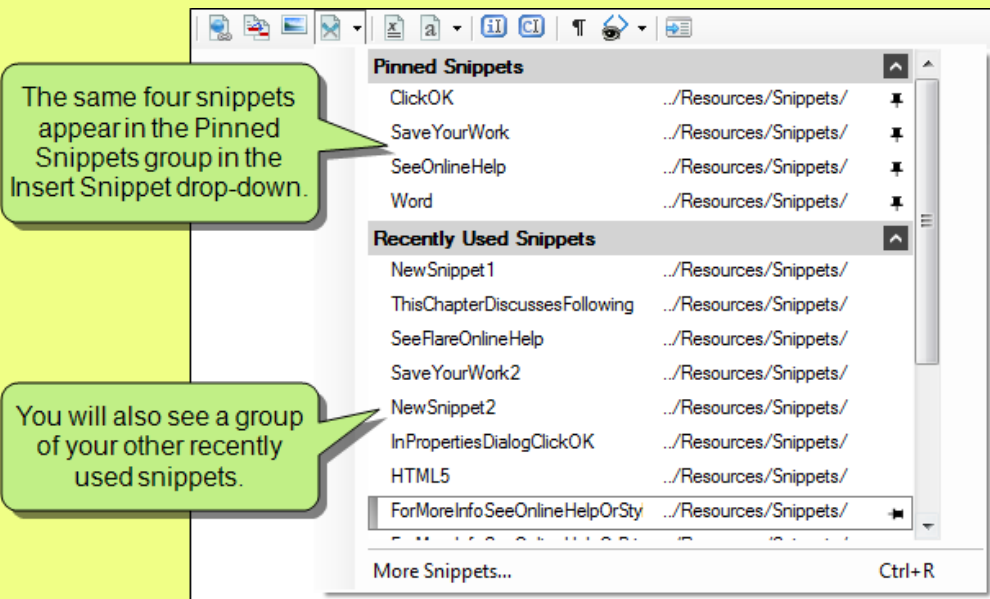 Pinned Snippets
ClickOK ../Resources/Snippets/
The same four snippets
appear in the Pinned
Snippets group in the
Insert Snippet drop-down.
SaveYourWork ../Resources/Snippets/
SeeOnlineHelp ../Resources/Snippets/
Word ../Resources/Snippets/
Recently Used Snippets
NewSnippet1 ../Resources/Snippets/
ThisChapterDiscussesFollowing ../Resources/Snippets/
SeeFlareOnlineHelp ../Resources/Snippets/
SaveYourWork2 ../Resources/Snippets/
You will also see a group
of your other recently
used snippets.
NewSnippet2 ../Resources/Snippets/
InPropertiesDialogClickOK ../Resources/Snippets/
HTML5 ../Resources/Snippets/
ForMoreInfoSeeOnlineHelpOrSty ../Resources/Snippets/
More Snippets... Ctrl+R